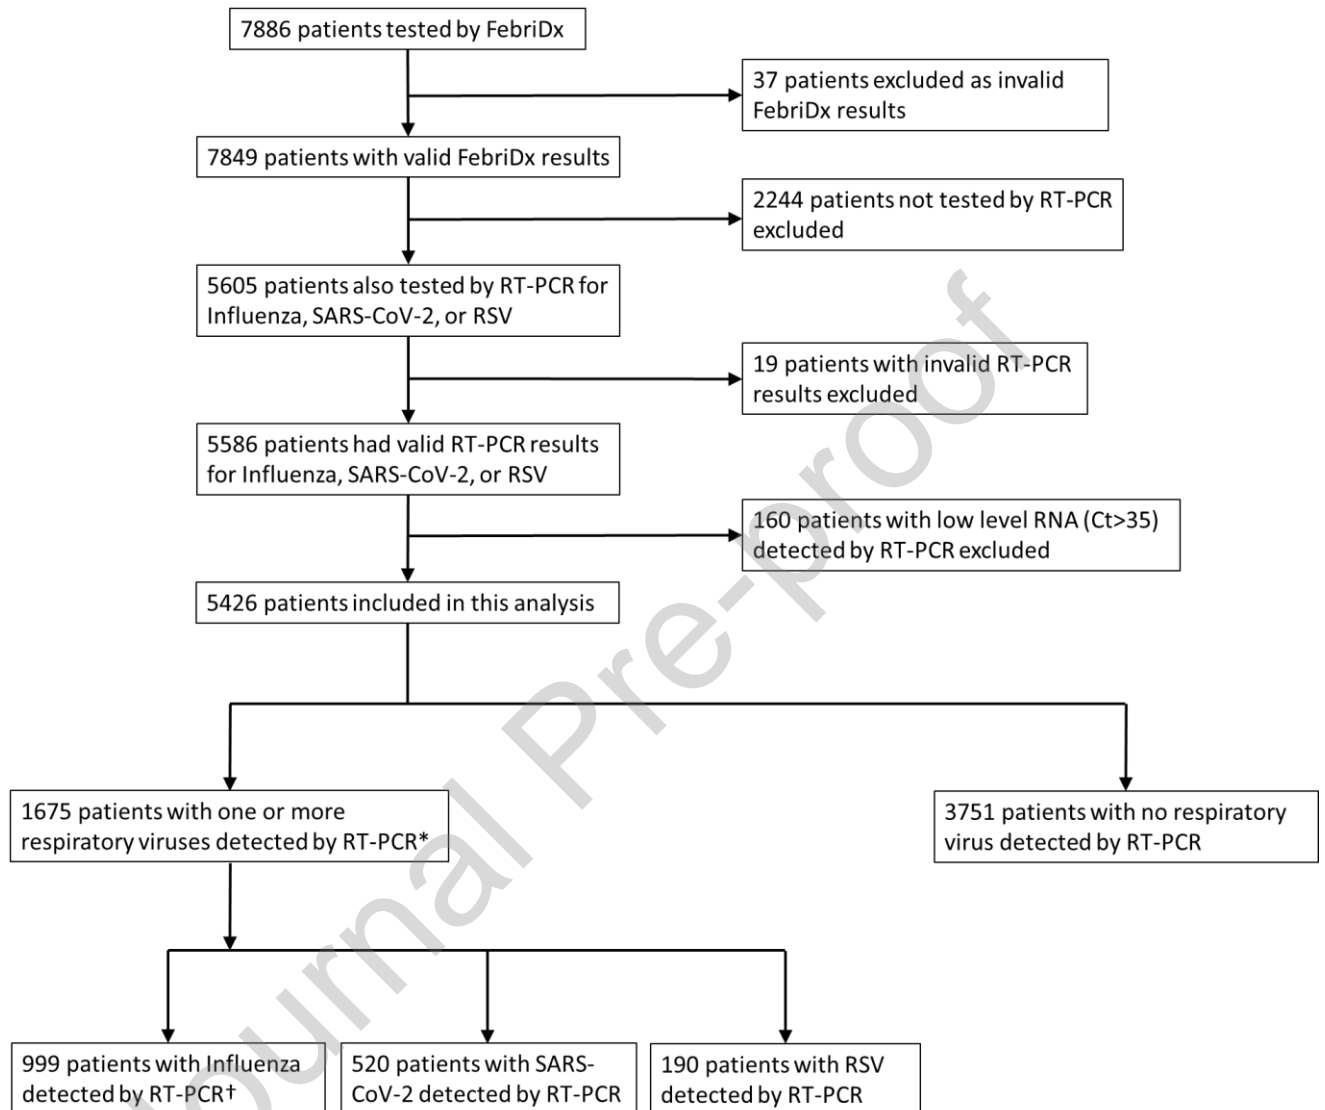 7886 patients tested by FebriDx
37 patients excluded as invalid
FebriDx results
7849 patients with valid FebriDx results
2244 patients not tested by RT-PCR
excluded
5605 patients also tested by RT-PCR for
Influenza, SARS-CoV-2, or RSV
19 patients with invalid RT-PCR
results excluded
5586 patients had valid RT-PCR results
for Influenza, SARS-CoV-2, or RSV
160 patients with low level RNA (Ct>35)
detected by RT-PCR excluded
5426 patients included in this analysis
1675 patients with one or more
respiratory viruses detected by RT-PCR*
3751 patients with no respiratory
virus detected by RT-PCR
999 patients with Influenza
detected by RT-PCR†
520 patients with SARS-
CoV-2 detected by RT-PCR
190 patients with RSV
detected by RT-PCR
Journal Pre-proof